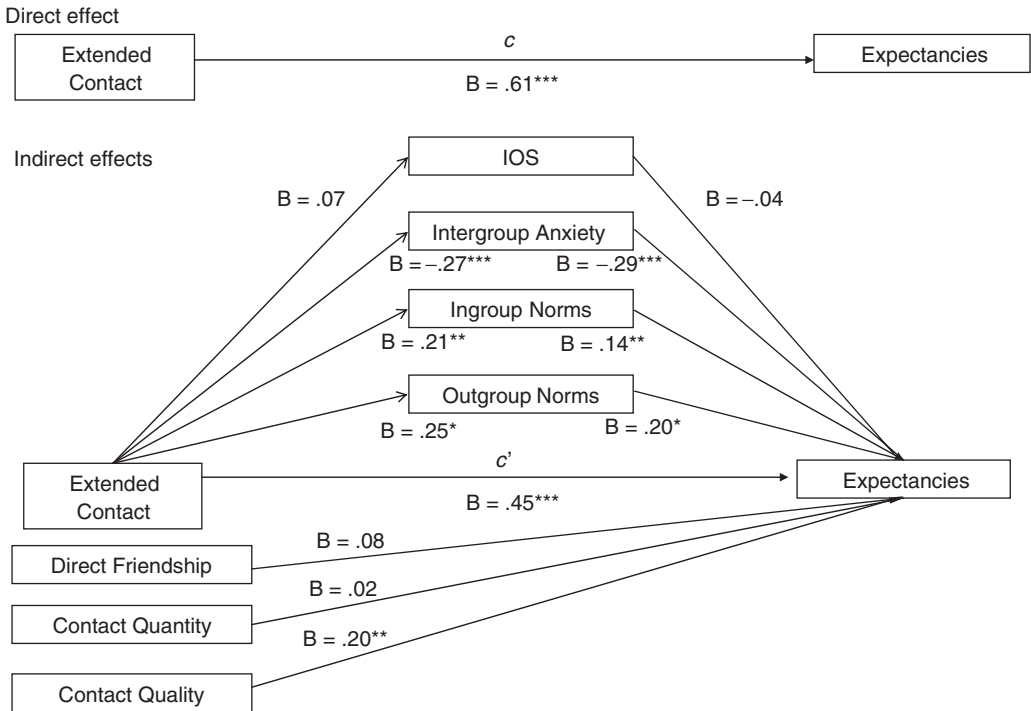 Direct effect
Extended
Contact
c
B = .61***
Expectancies
Indirect effects
IOS
B = .07
B = –.04
Intergroup Anxiety
B = –.27***
B = –.29***
Ingroup Norms
B = .21**
B = .14**
Outgroup Norms
B = .25*
B = .20*
Extended
Contact
c’
B = .45***
Expectancies
Direct Friendship
B = .08
Contact Quantity
B = .02
Contact Quality
B = .20**